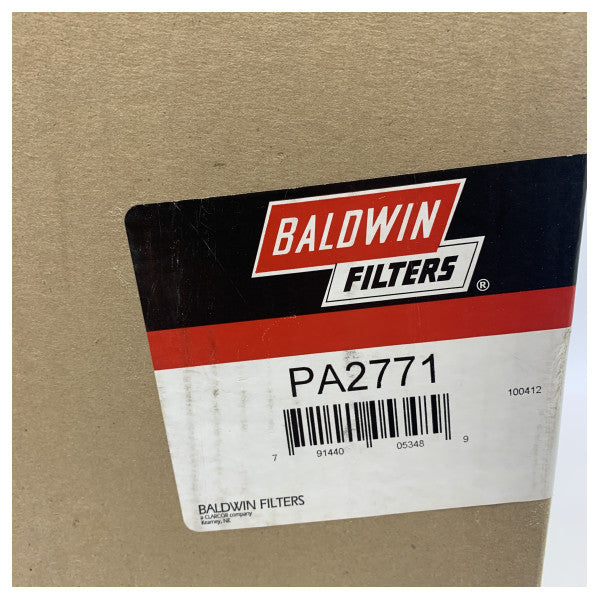 BALDWIN
FILTERS ®
PA2771
100412
7 91440 05348 9
BALDWIN FILTERS
a CLARCOR company
Kearney, NE